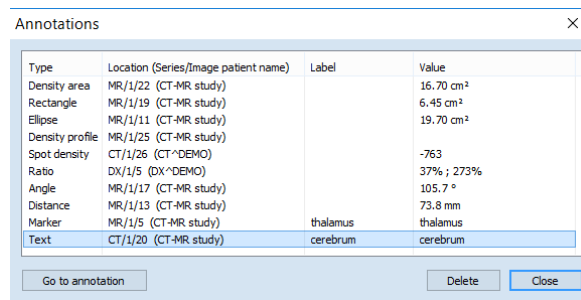 Annotations
Type Location (Series/Image patient name) Label Value
Density area MR/1/22 (CT-MR study) 16.70 cm²
Rectangle MR/1/19 (CT-MR study) 6.45 cm²
Ellipse MR/1/11 (CT-MR study) 19.70 cm²
Density profile MR/1/25 (CT-MR study)
Spot density CT/1/26 (CT^DEMO) -763
Ratio DX/1/5 (DX^DEMO) 37% ; 273%
Angle MR/1/17 (CT-MR study) 105.7 °
Distance MR/1/13 (CT-MR study) 73.8 mm
Marker MR/1/5 (CT-MR study) thalamus thalamus
Text CT/1/20 (CT-MR study) cerebrum cerebrum
Go to annotation Delete Close